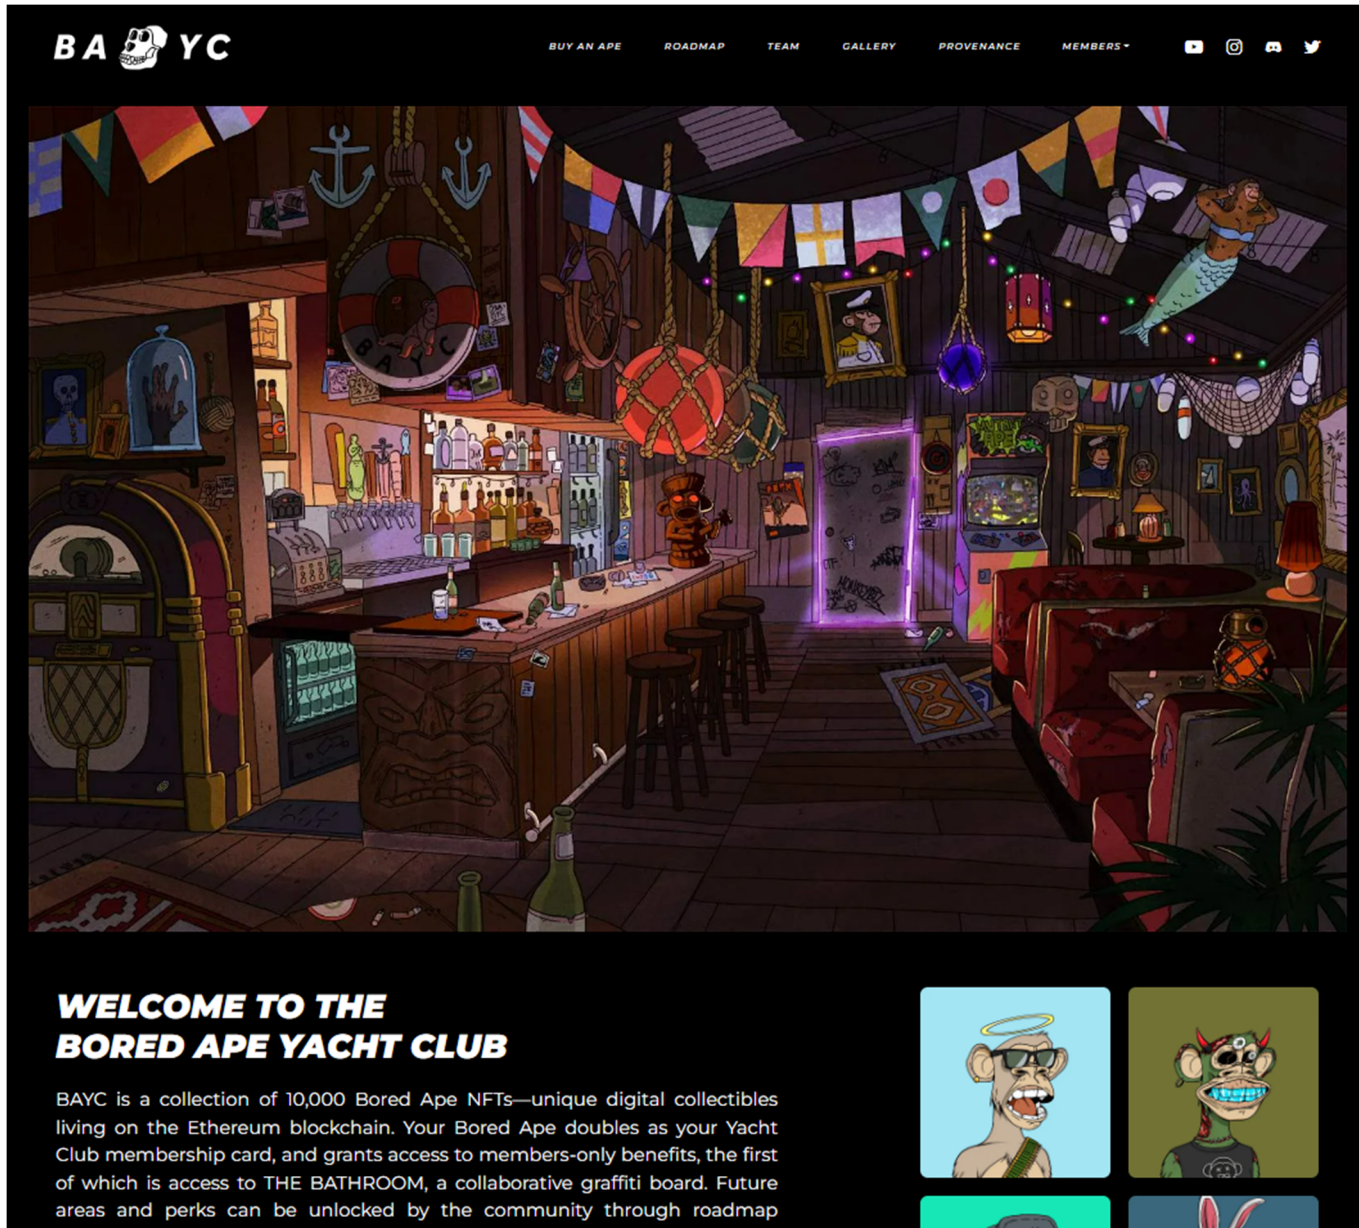 BA YC
BUY AN APE ROADMAP TEAM GALLERY PROVENANCE MEMBERS
BAYC
APE
WELCOME TO THE
BORED APE YACHT CLUB
BAYC is a collection of 10,000 Bored Ape NFTs—unique digital collectibles
living on the Ethereum blockchain. Your Bored Ape doubles as your Yacht
Club membership card, and grants access to members-only benefits, the first
of which is access to THE BATHROOM, a collaborative graffiti board. Future
areas and perks can be unlocked by the community through roadmap